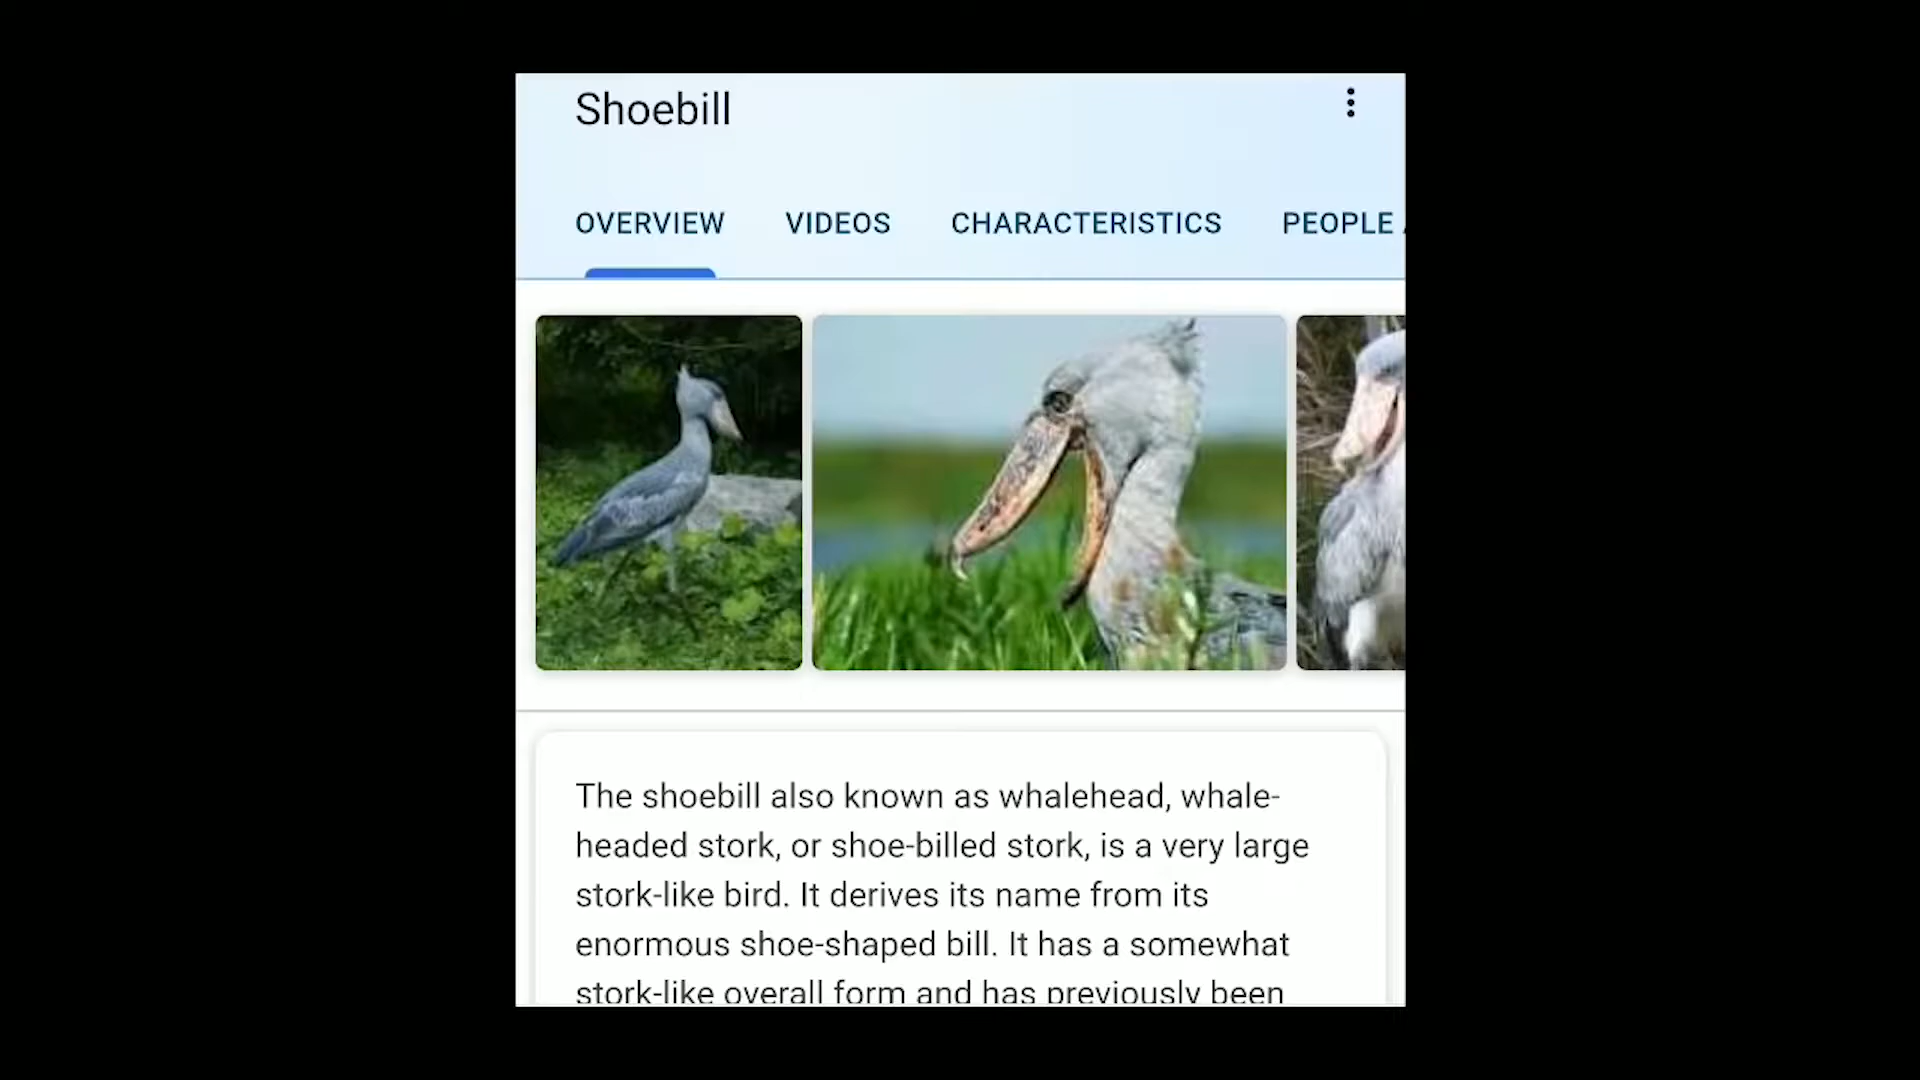 Shoebill
OVERVIEW VIDEOS CHARACTERISTICS PEOPLE
The shoebill also known as whalehead, whale-
headed stork, or shoe-billed stork, is a very large
stork-like bird. It derives its name from its
enormous shoe-shaped bill. It has a somewhat
stork-like overall form and has previously been